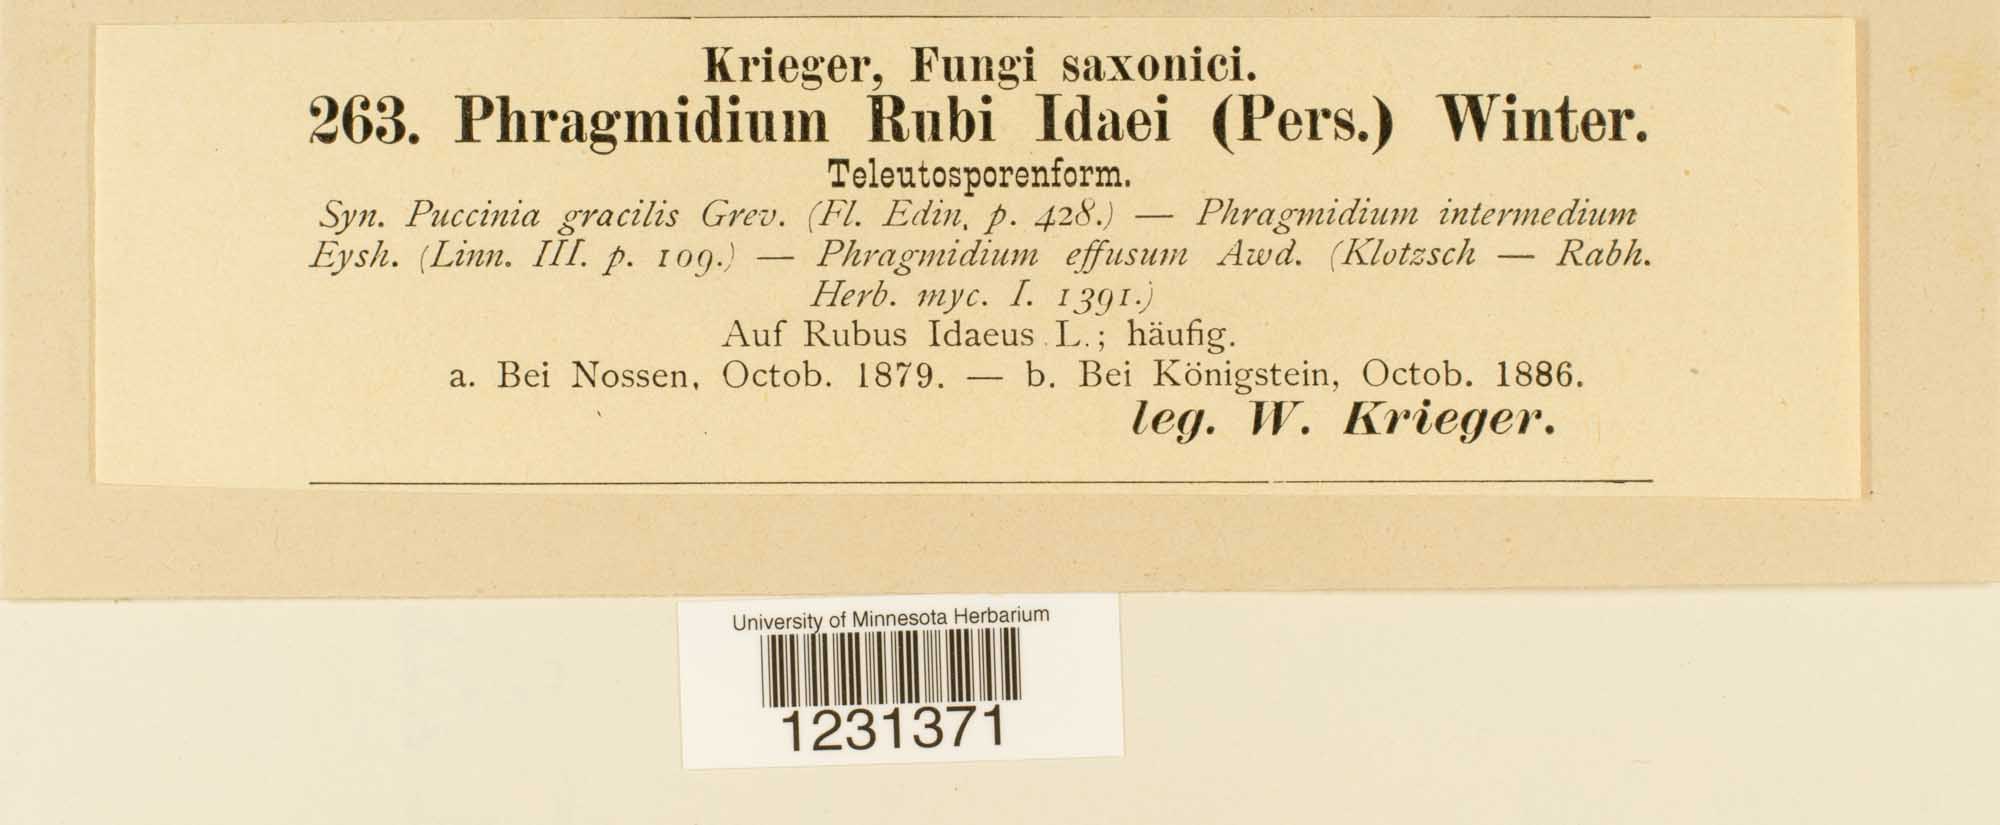 Krieger, Fungi saxonici.
263. Phragmidium Rubi Idaei (Pers.) Winter.
Teleutosporenform.
Syn. Puccinia gracilis Grev. (Fl. Edin. p. 428.) — Phragmidium intermedium
Eysh. (Linn. III. p. 109.) — Phragmidium effusum Awd. (Klotzsch — Rabh.
Herb. myc. I. 1391.)
Auf Rubus Idaeus L.; häufig.
a. Bei Nossen, Octob. 1879. — b. Bei Königstein, Octob. 1886.
leg. W. Krieger.
University of Minnesota Herbarium
1231371